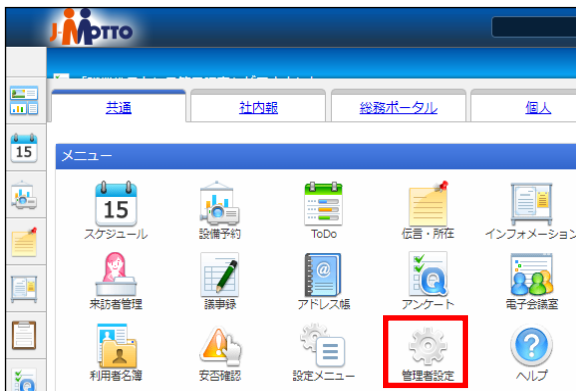 J-MOTTO
共通
社内報
総務ポータル
個人
15
メニュー
15
スケジュール
設備予約
ToDo
伝言・所在
インフォメーション
来訪者管理
議事録
アドレス帳
アンケート
電子会議室
利用者名簿
安否確認
設定メニュー
管理者設定
ヘルプ